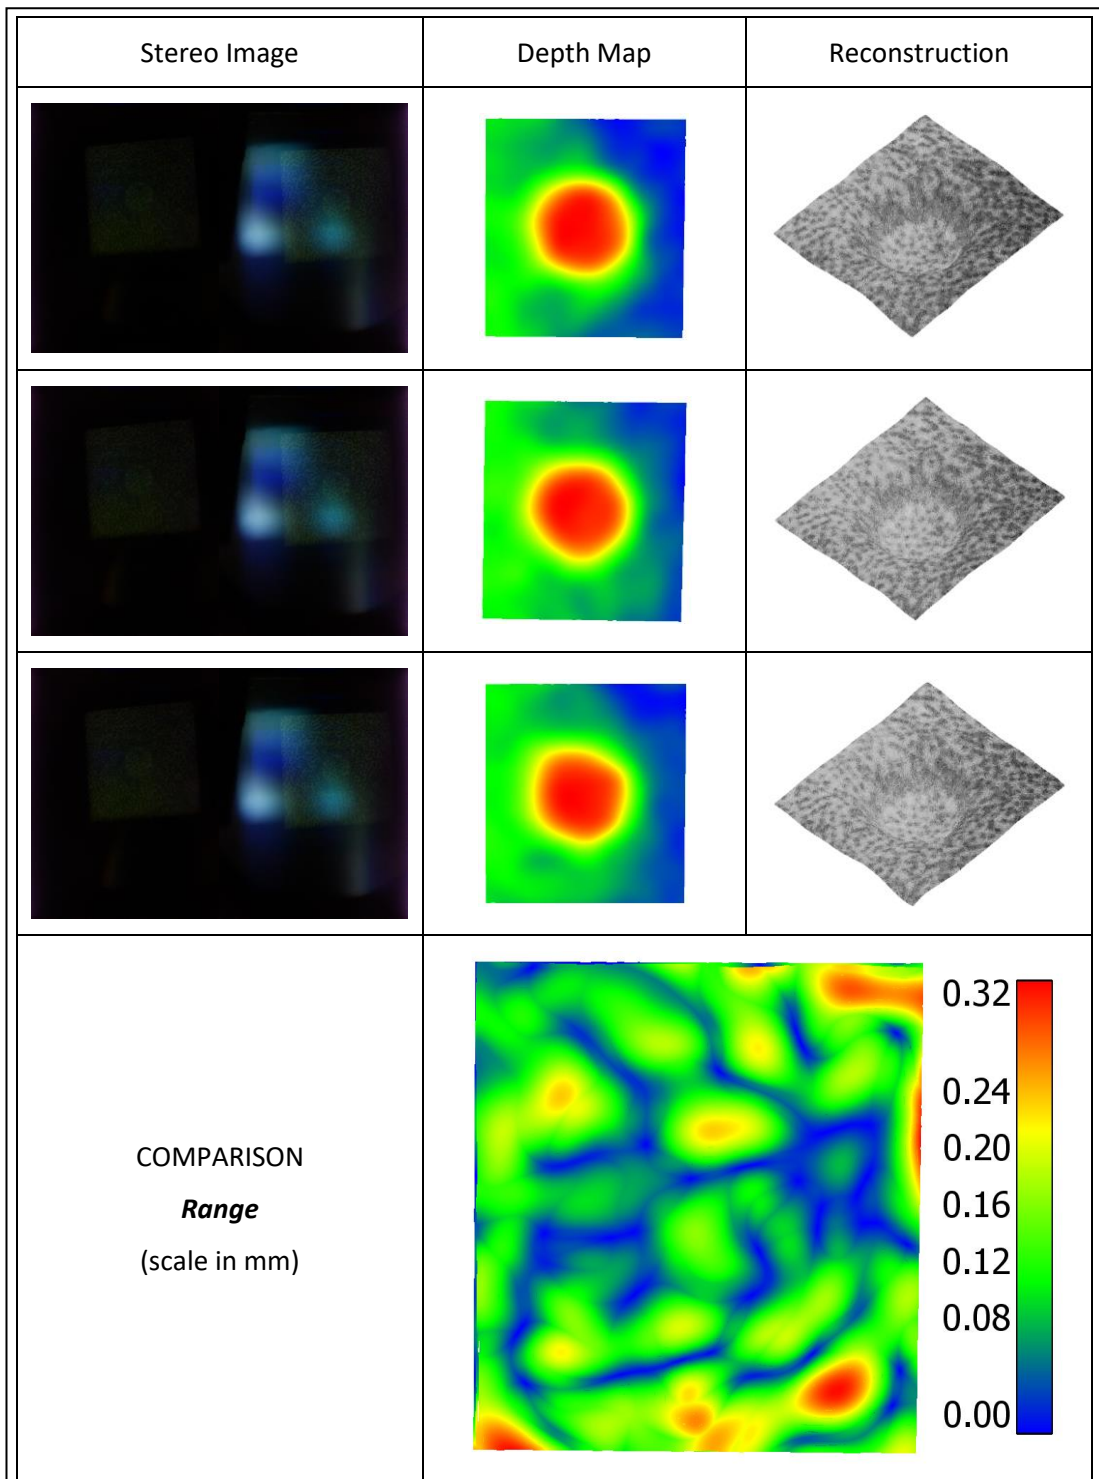 Stereo Image
Depth Map
Reconstruction
COMPARISON
Range
(scale in mm)
0.32
0.24
0.20
0.16
0.12
0.08
0.00